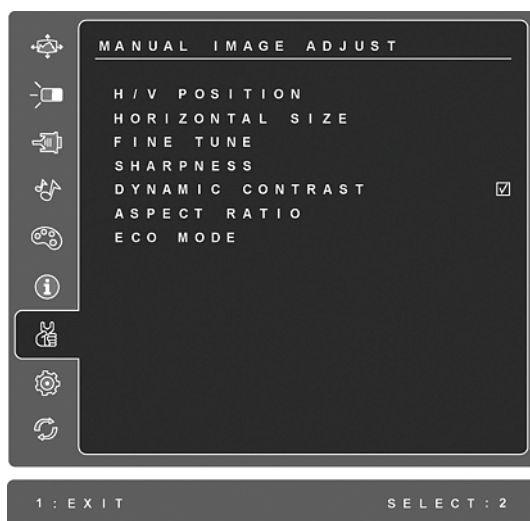 MANUAL IMAGE ADJUST
H/V POSITION
HORIZONTAL SIZE
FINE TUNE
SHARPNESS
DYNAMIC CONTRAST
ASPECT RATIO
ECO MODE
1:EXIT SELECT:2